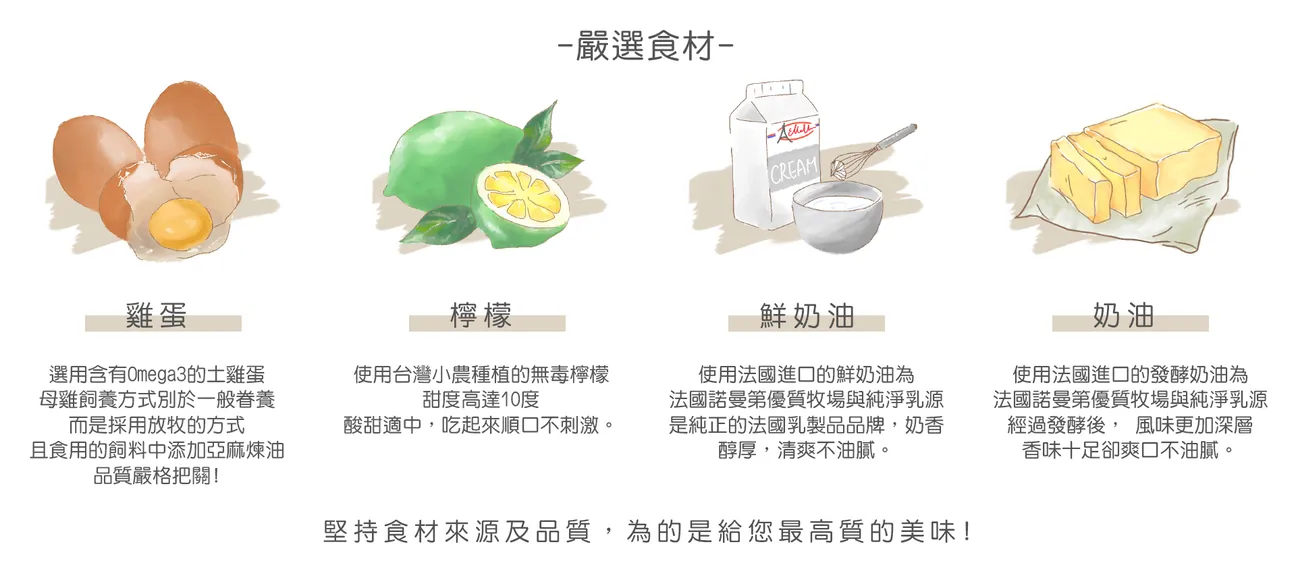 -嚴選食材-
CREAM
雞蛋
選用含有Omega3的土雞蛋
母雞飼養方式別於一般眷養
而是採用放牧的方式
且食用的飼料中添加亞麻煉油
品質嚴格把關!
檸檬
使用台灣小農種植的無毒檸檬
甜度高達10度
酸甜適中，吃起來順口不刺激。
鮮奶油
使用法國進口的鮮奶油為
法國諾曼第優質牧場與純淨乳源
是純正的法國乳製品品牌，奶香
醇厚，清爽不油膩。
奶油
使用法國進口的發酵奶油為
法國諾曼第優質牧場與純淨乳源
經過發酵後， 風味更加深層
香味十足卻爽口不油膩。
堅持食材來源及品質，為的是給您最高質的美味!